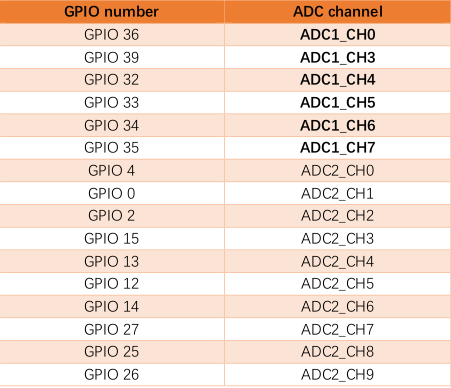 GPIO number ADC channel
GPIO 36 ADC1_CH0
GPIO 39 ADC1_CH3
GPIO 32 ADC1_CH4
GPIO 33 ADC1_CH5
GPIO 34 ADC1_CH6
GPIO 35 ADC1_CH7
GPIO 4 ADC2_CH0
GPIO 0 ADC2_CH1
GPIO 2 ADC2_CH2
GPIO 15 ADC2_CH3
GPIO 13 ADC2_CH4
GPIO 12 ADC2_CH5
GPIO 14 ADC2_CH6
GPIO 27 ADC2_CH7
GPIO 25 ADC2_CH8
GPIO 26 ADC2_CH9